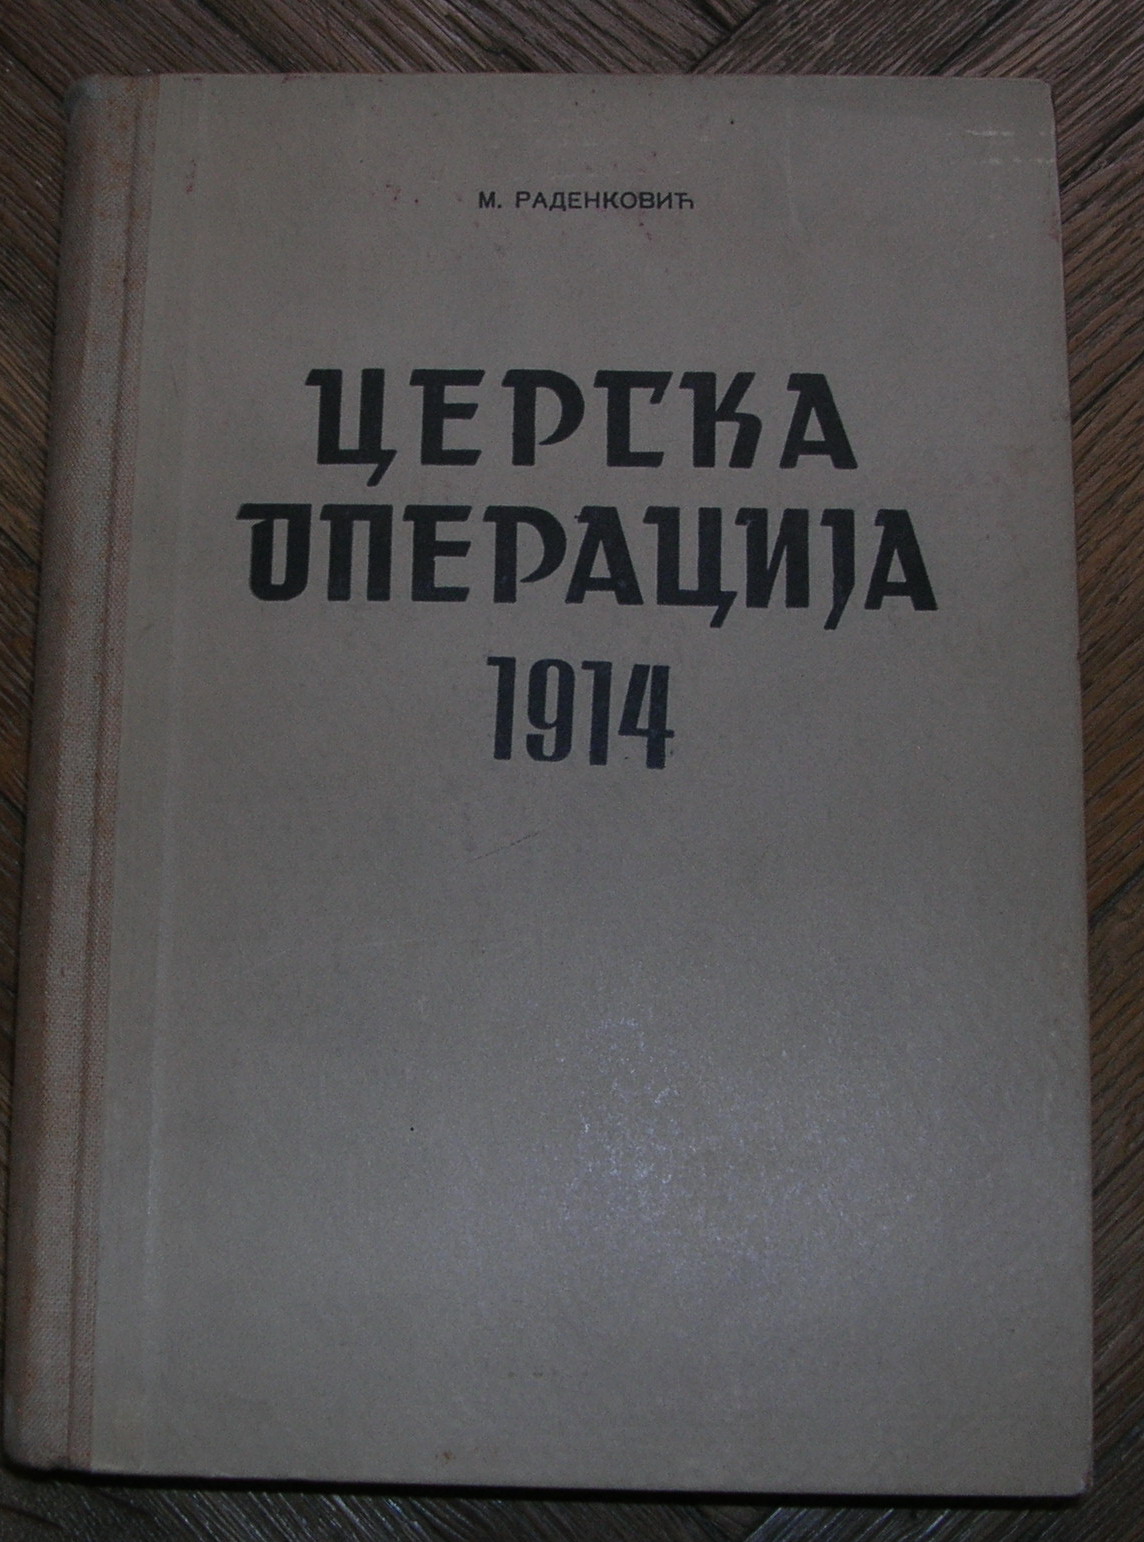 М. РАДЕНКОВИЋ
ЦЕРСКА
ОПЕРАЦИЈА
1914